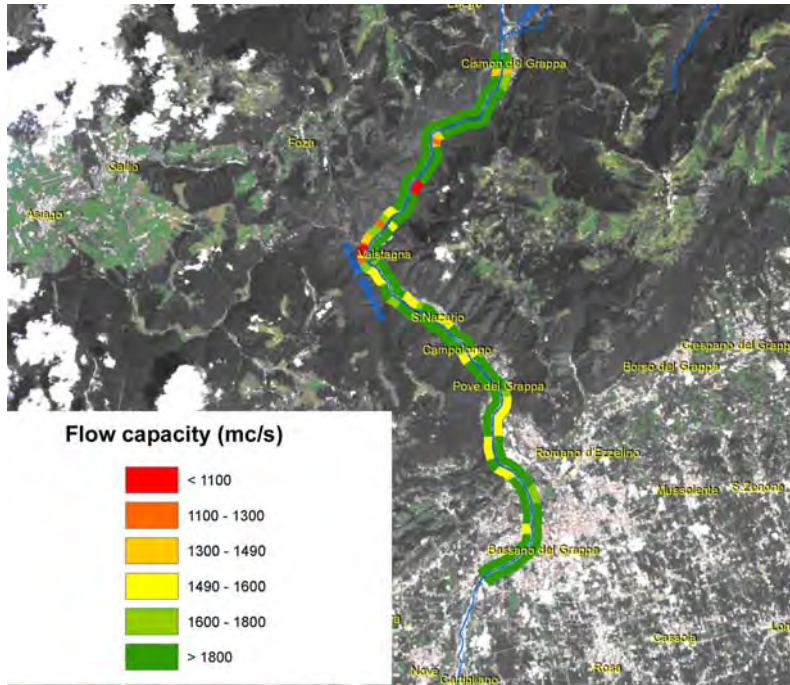 Cismon del Grappa
Foza
Gallio
Asiago
Valstagna
S.Nazario
Campolongo
Crespano del Grappa
Borso del Grappa
Pove del Grappa
Romano d'Ezzelino
Mussolente
S.Zenone
Bassano del Grappa
Cassola
Rosa
Nove
Cartigliano
Flow capacity (mc/s)
< 1100
1100 - 1300
1300 - 1490
1490 - 1600
1600 - 1800
> 1800